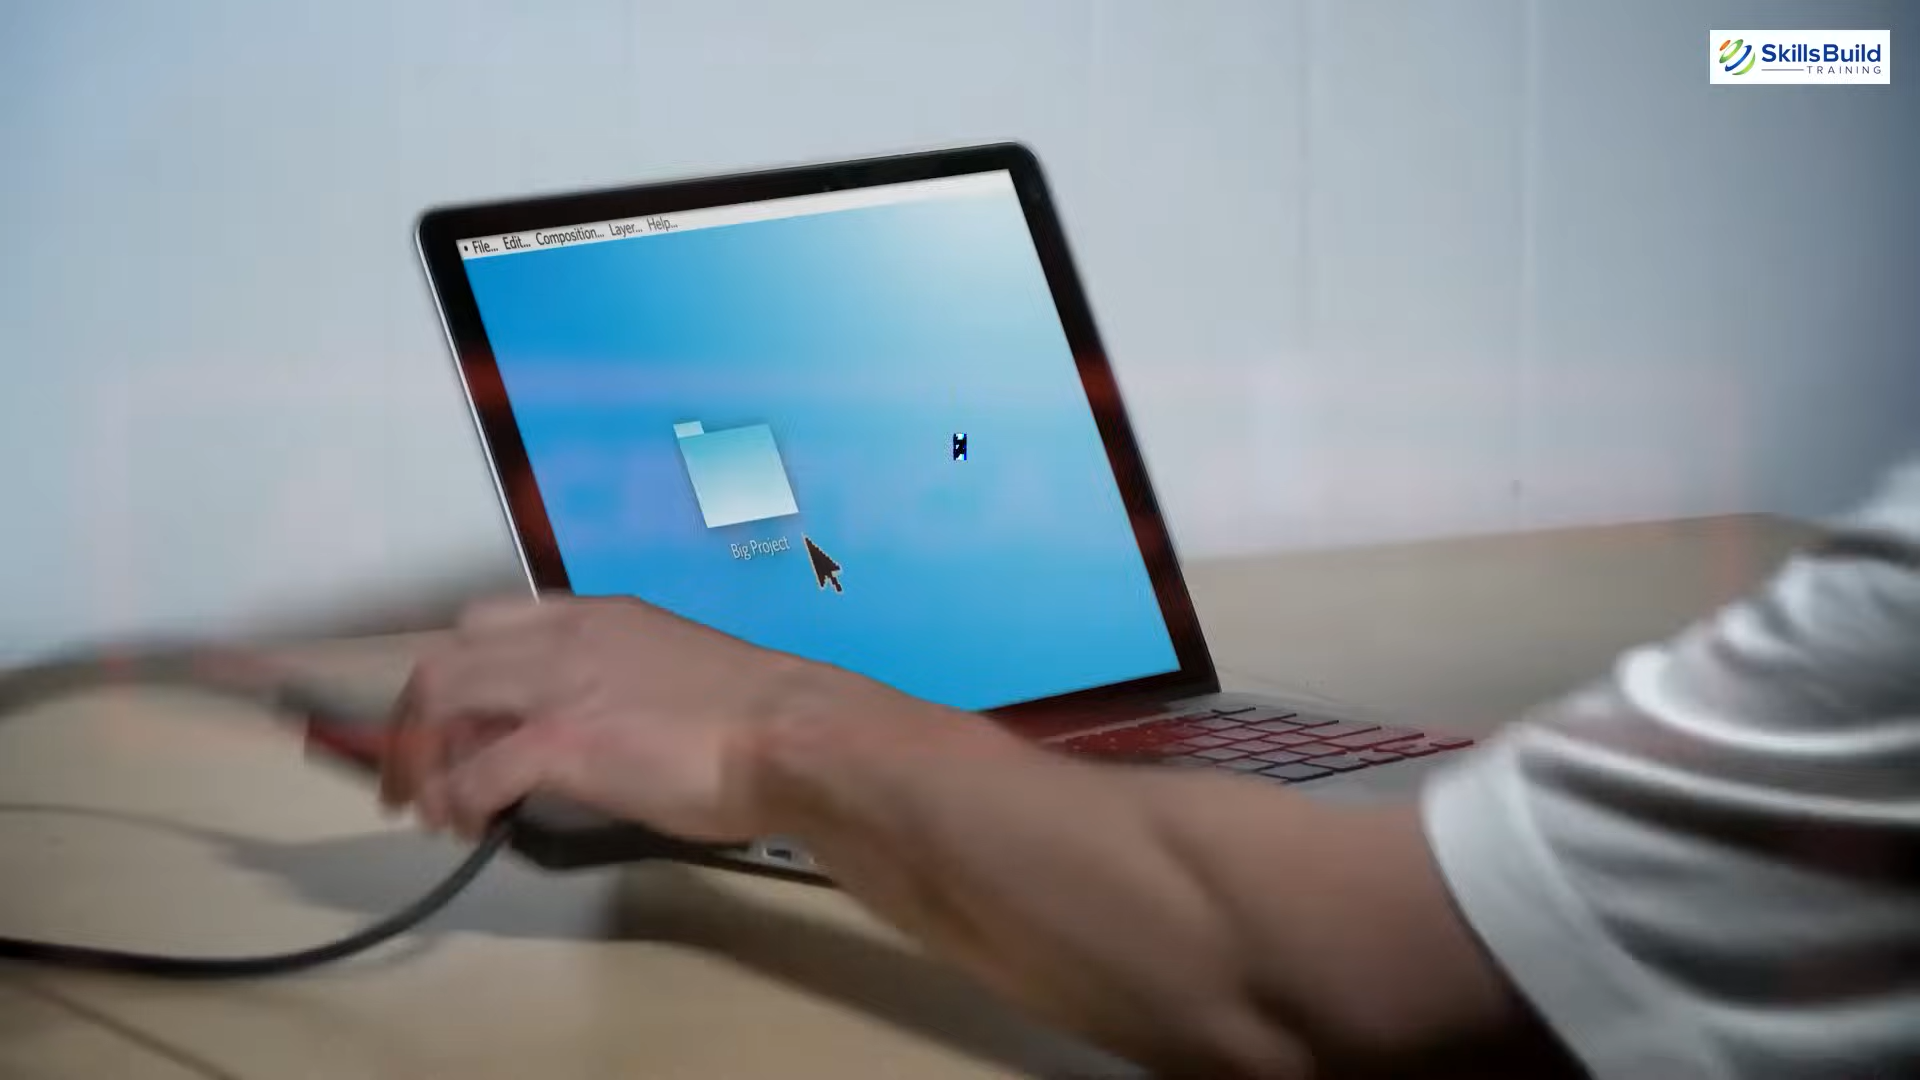 SkillsBuild
TRAINING
• File... Edit... Composition... Layer... Help...
Big Project